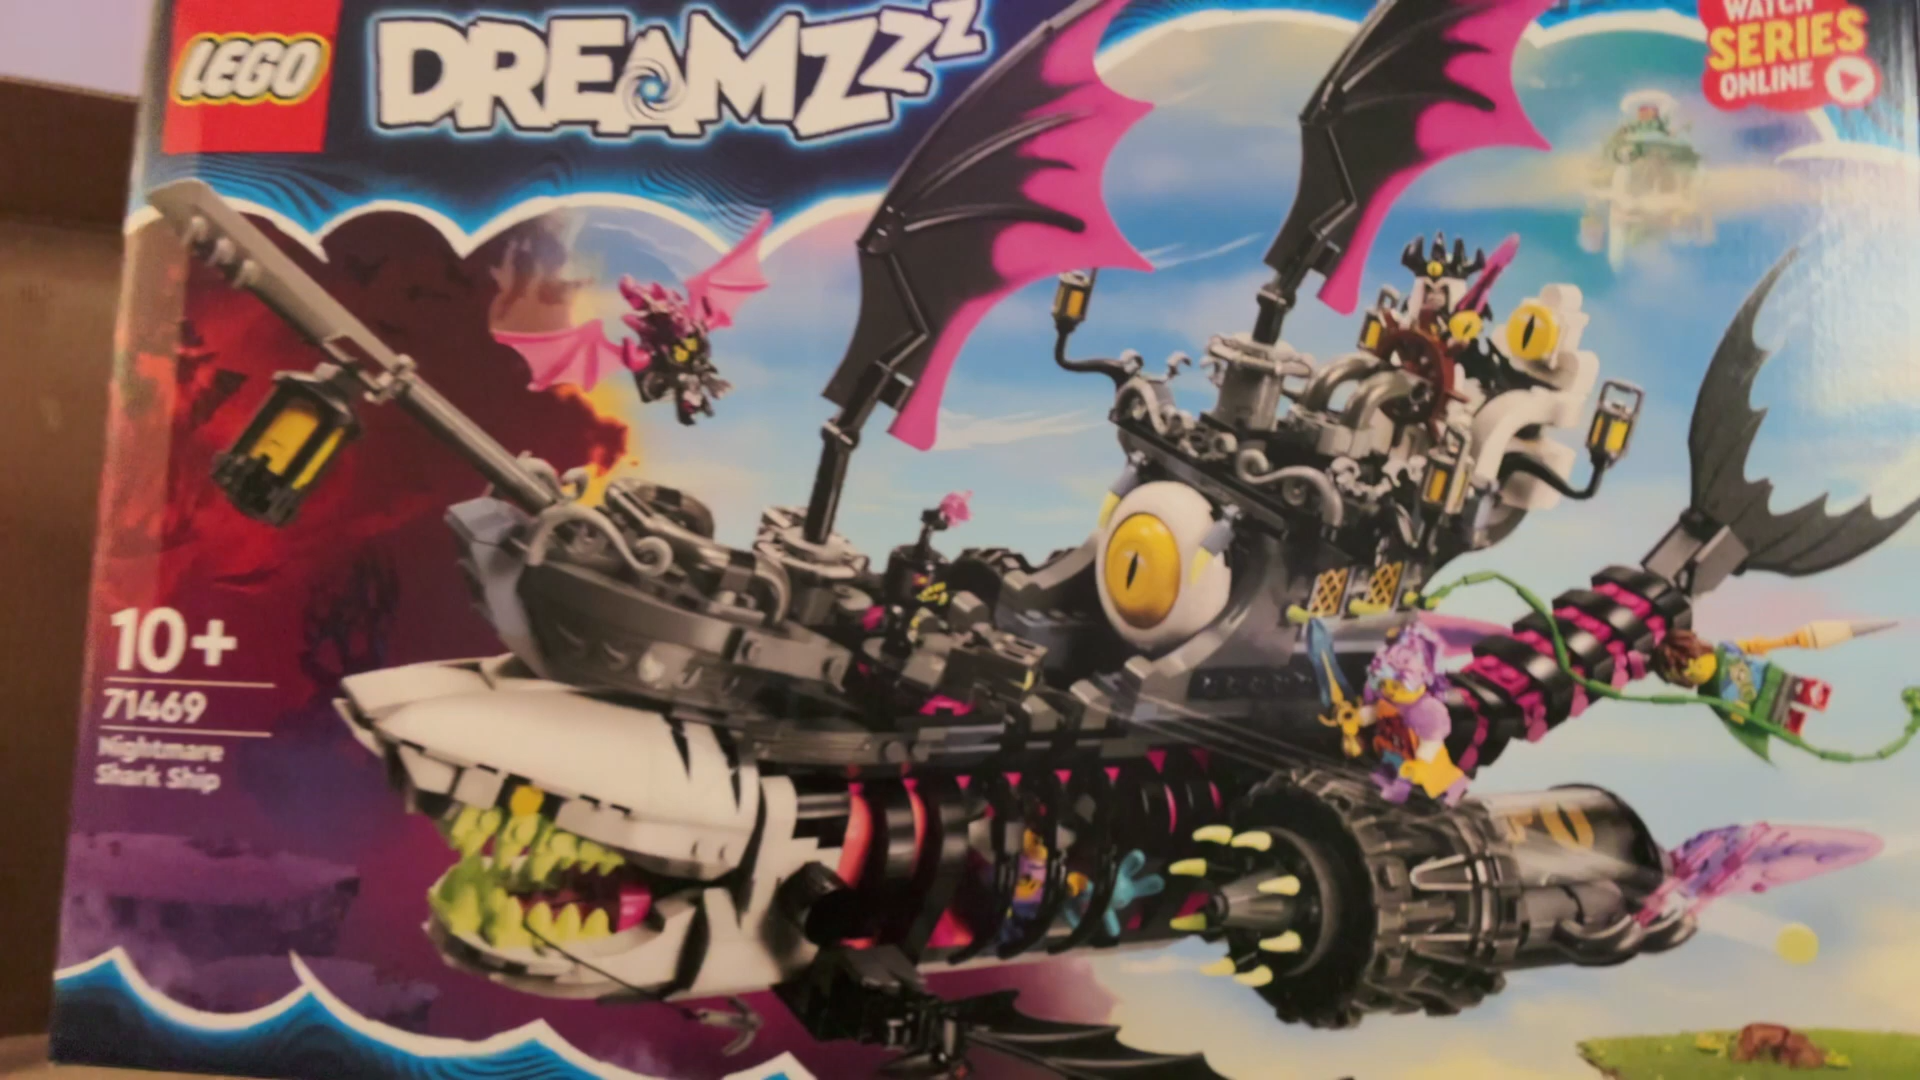 LEGO
DREAMZzz
WATCH
SERIES
ONLINE
10+
71469
Nightmare
Shark Ship